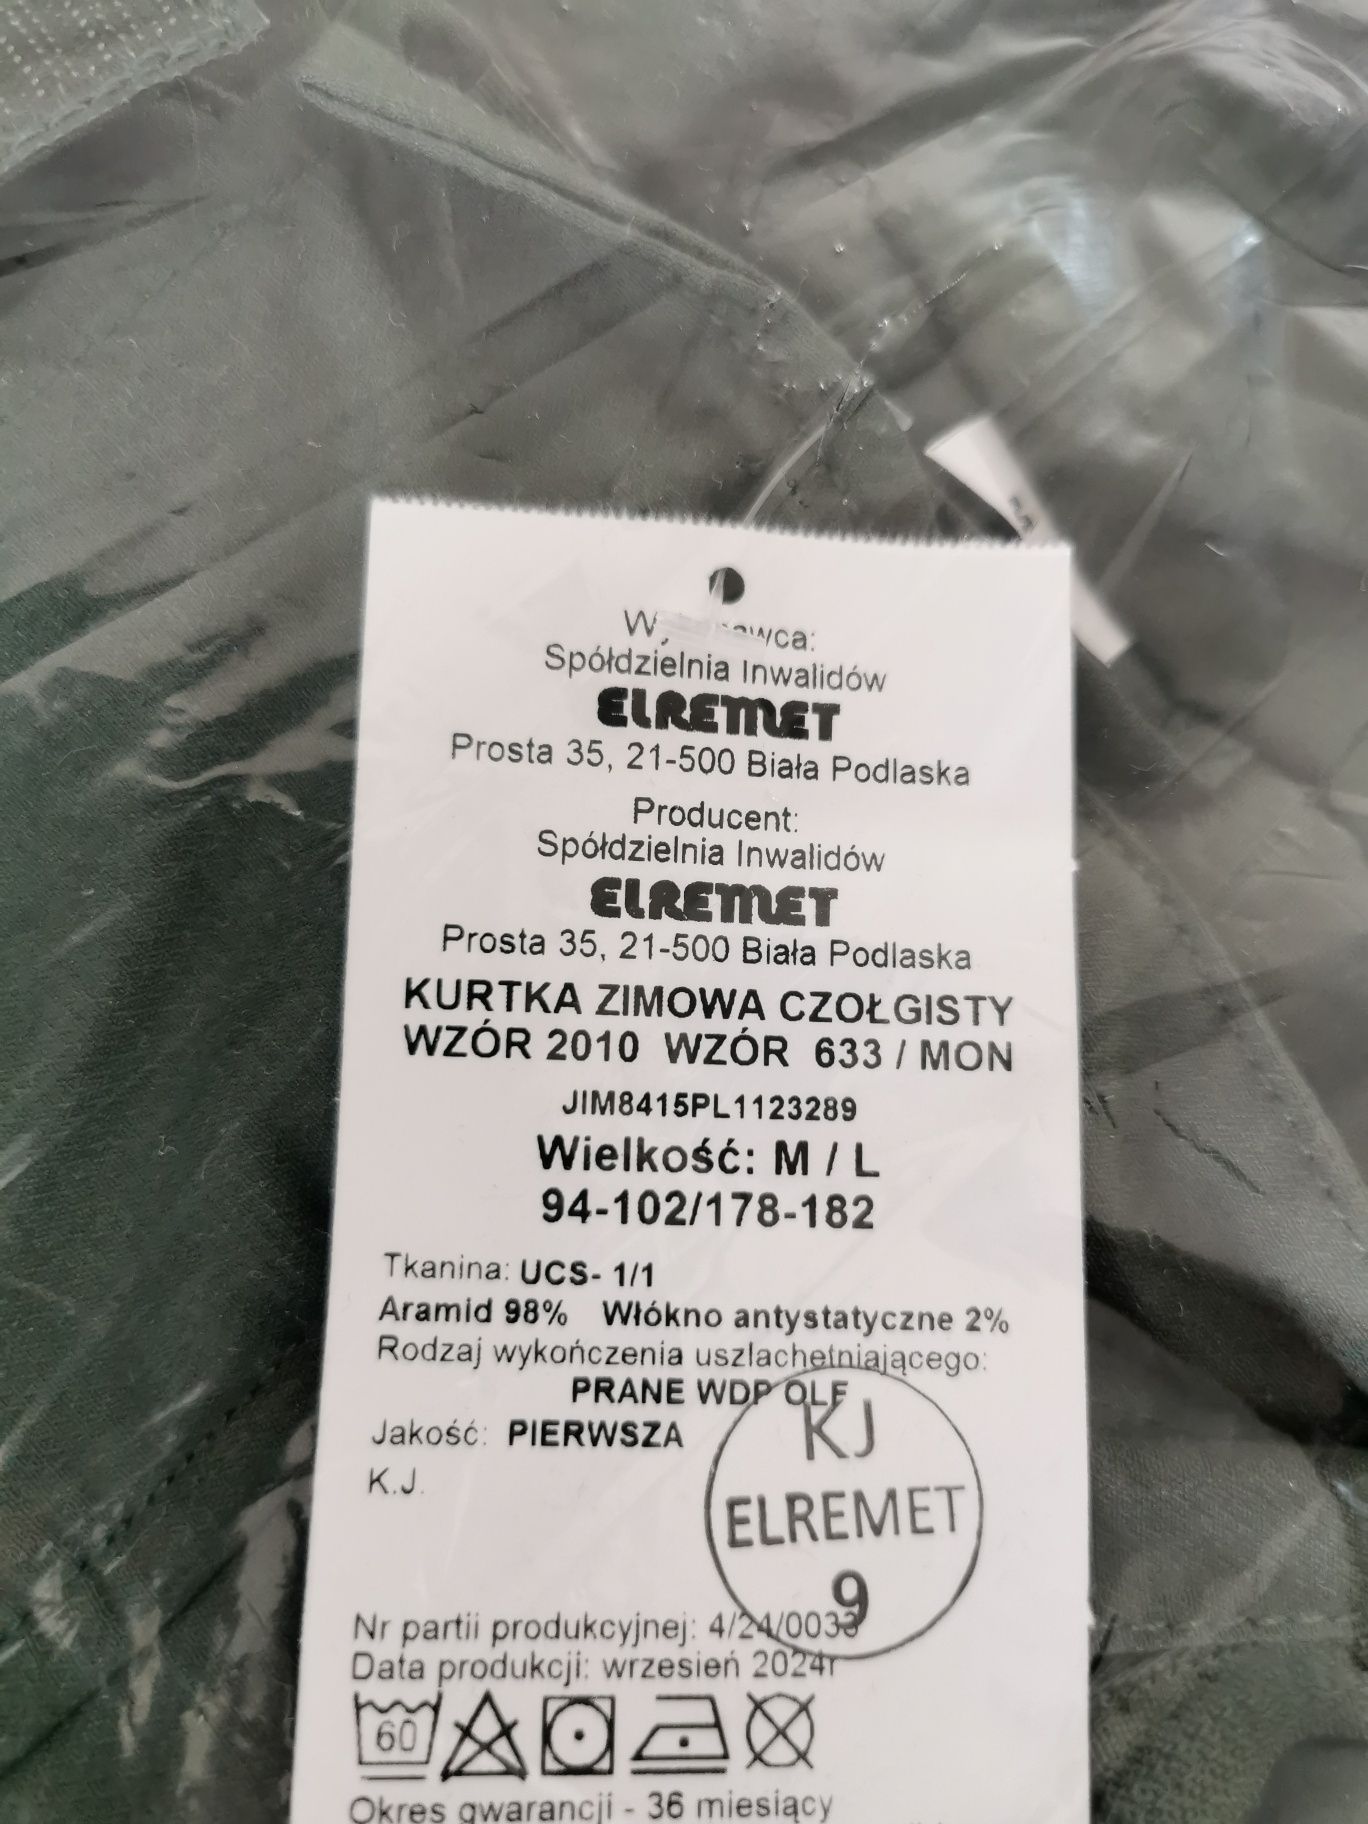 Spółdzielnia Inwalidów
ELREMET
Prosta 35, 21-500 Biała Podlaska
Producent:
Spółdzielnia Inwalidów
ELREMET
Prosta 35, 21-500 Biała Podlaska
KURTKA ZIMOWA CZOŁGISTY
WZÓR 2010 WZÓR 633 / MON
JIM8415PL1123289
Wielkość: M / L
94-102/178-182
Tkanina: UCS- 1/1
Aramid 98% Włókno antystatyczne 2%
Rodzaj wykończenia uszlachetniającego:
PRANE WDP OLF
Jakość: PIERWSZA
K.J.
KJ
ELREMET
9
Nr partii produkcyjnej: 4/24/0033
Data produkcji: wrzesień 2024r
60
Okres gwarancji - 36 miesiący